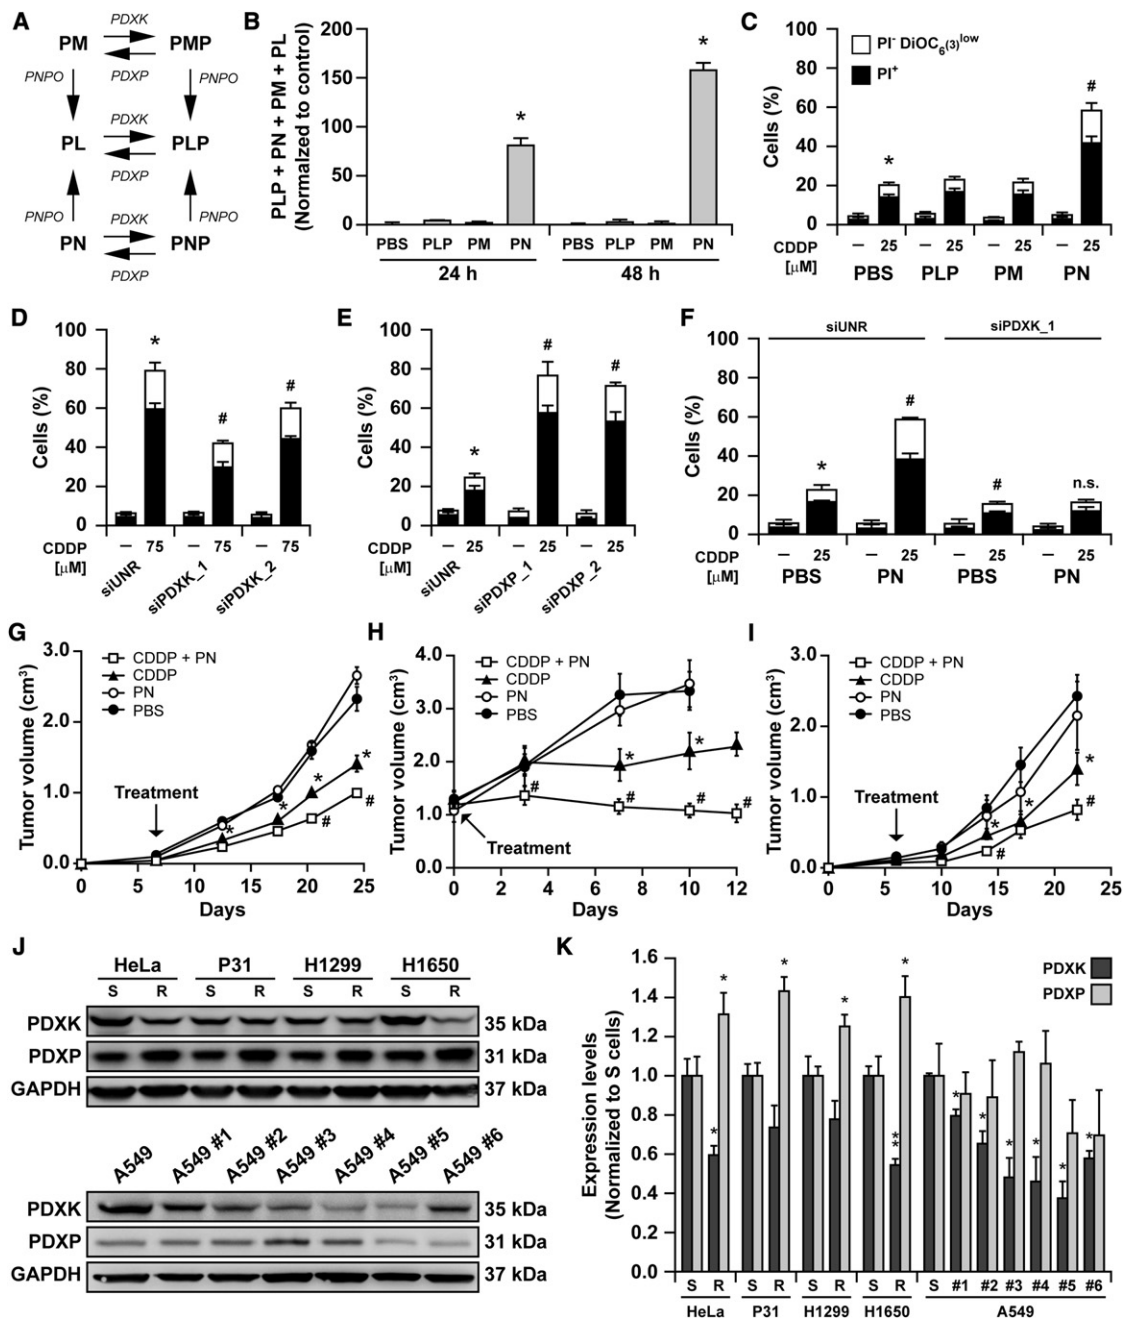 A
PDXK
PM
PMP
PDXP
PNPO
PNPO
PDXK
PL
PLP
PDXP
PNPO
PNPO
PDXK
PN
PNP
PDXP
B
PLP + PN + PM + PL
(Normalzed to control)
200
150
100
50
0
*
*
PBS PLP PM PN PBS PLP PM PN
24 h 48 h
C
PI⁻ DiOC₆(3)ˡᵒʷ
PI⁺
Cells (%)
100
80
60
40
20
0
*
#
CDDP – 25 – 25 – 25 – 25
[µM] PBS PLP PM PN
D
Cells (%)
100
80
60
40
20
0
*
#
#
CDDP – 75 – 75 – 75
[µM]
siUNR siPDXK_1 siPDXK_2
E
Cells (%)
100
80
60
40
20
0
*
#
#
CDDP – 25 – 25 – 25
[µM]
siUNR siPDXP_1 siPDXP_2
F
siUNR siPDXK_1
Cells (%)
100
80
60
40
20
0
*
#
#
n.s.
CDDP – 25 – 25 – 25 – 25
[µM] PBS PN PBS PN
G
Tumor volume (cm³)
3.0
2.0
1.0
0.0
CDDP + PN
CDDP
PN
PBS
Treatment
* * * *
# #
0 5 10 15 20 25
Days
H
Tumor volume (cm³)
4.0
3.0
2.0
1.0
0.0
CDDP + PN
CDDP
PN
PBS
* *
# # # #
Treatment
0 2 4 6 8 10 12
Days
I
Tumor volume (cm³)
3.0
2.0
1.0
0.0
CDDP + PN
CDDP
PN
PBS
Treatment
* * *
# #
0 5 10 15 20 25
Days
J
HeLa P31 H1299 H1650
S R S R S R S R
PDXK 35 kDa
PDXP 31 kDa
GAPDH 37 kDa
A549 A549 #1 A549 #2 A549 #3 A549 #4 A549 #5 A549 #6
PDXK 35 kDa
PDXP 31 kDa
GAPDH 37 kDa
K
Expression levels
(Normalized to S cells)
1.6
1.4
1.2
1.0
0.8
0.6
0.4
0.2
0.0
PDXK
PDXP
* * * * * ** * * * * * *
S R S R S R S R S #1 #2 #3 #4 #5 #6
HeLa P31 H1299 H1650 A549